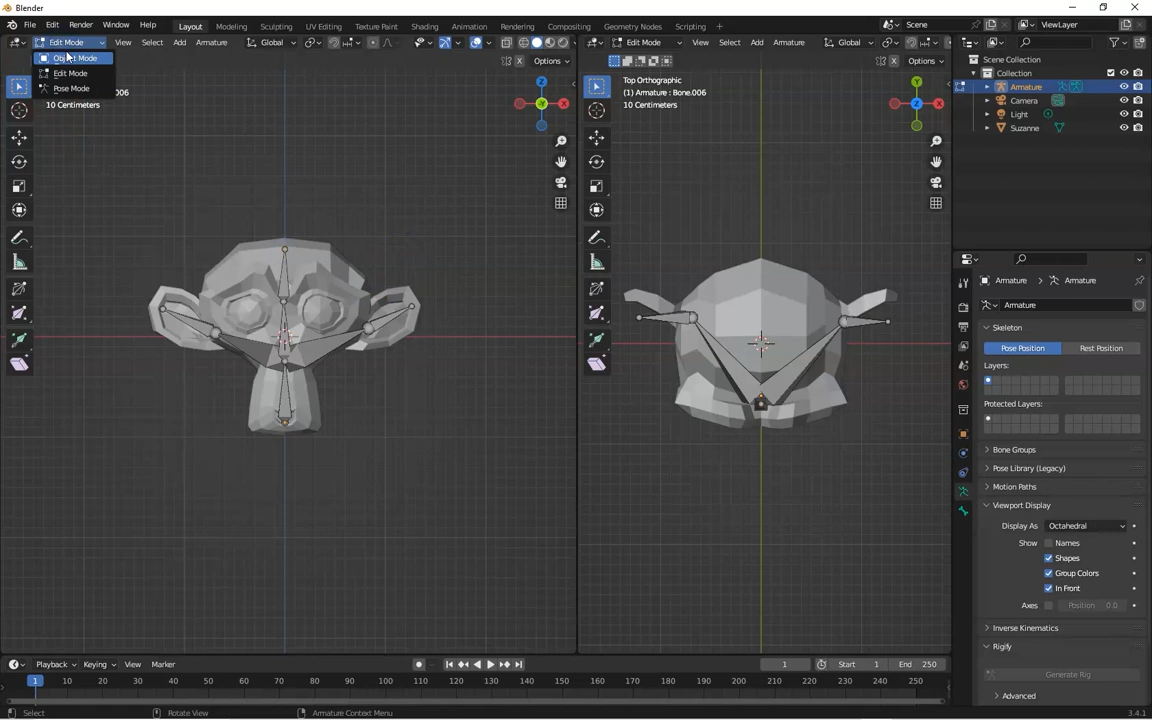 Blender
File Edit Render Window Help Layout Modeling Sculpting UV Editing Texture Paint Shading Animation Rendering Compositing Geometry Nodes Scripting + Scene ViewLayer
Edit Mode View Select Add Armature Global Edit Mode View Select Add Armature Global
Object Mode
Edit Mode
Pose Mode
X Options X Options
006
10 Centimeters
Z
-Y
X
Top Orthographic
(1) Armature : Bone.006
10 Centimeters
Y
Z
X
Scene Collection
Collection
Armature
Camera
Light
Suzanne
Armature > Armature
Armature
Skeleton
Pose Position Rest Position
Layers:
Protected Layers:
Bone Groups
Pose Library (Legacy)
Motion Paths
Viewport Display
Display As Octahedral
Show Names
Shapes
Group Colors
In Front
Axes Position 0.0
Inverse Kinematics
Rigify
Generate Rig
Advanced
Playback Keying View Marker 1 Start 1 End 250
1 10 20 30 40 50 60 70 80 90 100 110 120 130 140 150 160 170 180 190 200 210 220 230 240 250
Select Rotate View Armature Context Menu 3.4.1